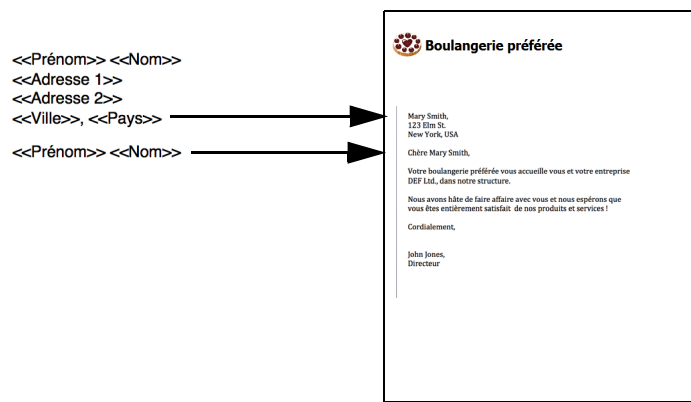 <<Prénom>> <<Nom>>
<<Adresse 1>>
<<Adresse 2>>
<<Ville>>, <<Pays>>
<<Prénom>> <<Nom>>
Boulangerie préférée
Mary Smith,
123 Elm St.
New York, USA
Chère Mary Smith,
Votre boulangerie préférée vous accueille vous et votre entreprise
DEF Ltd., dans notre structure.
Nous avons hâte de faire affaire avec vous et nous espérons que
vous êtes entièrement satisfait de nos produits et services !
Cordialement,
John Jones,
Directeur